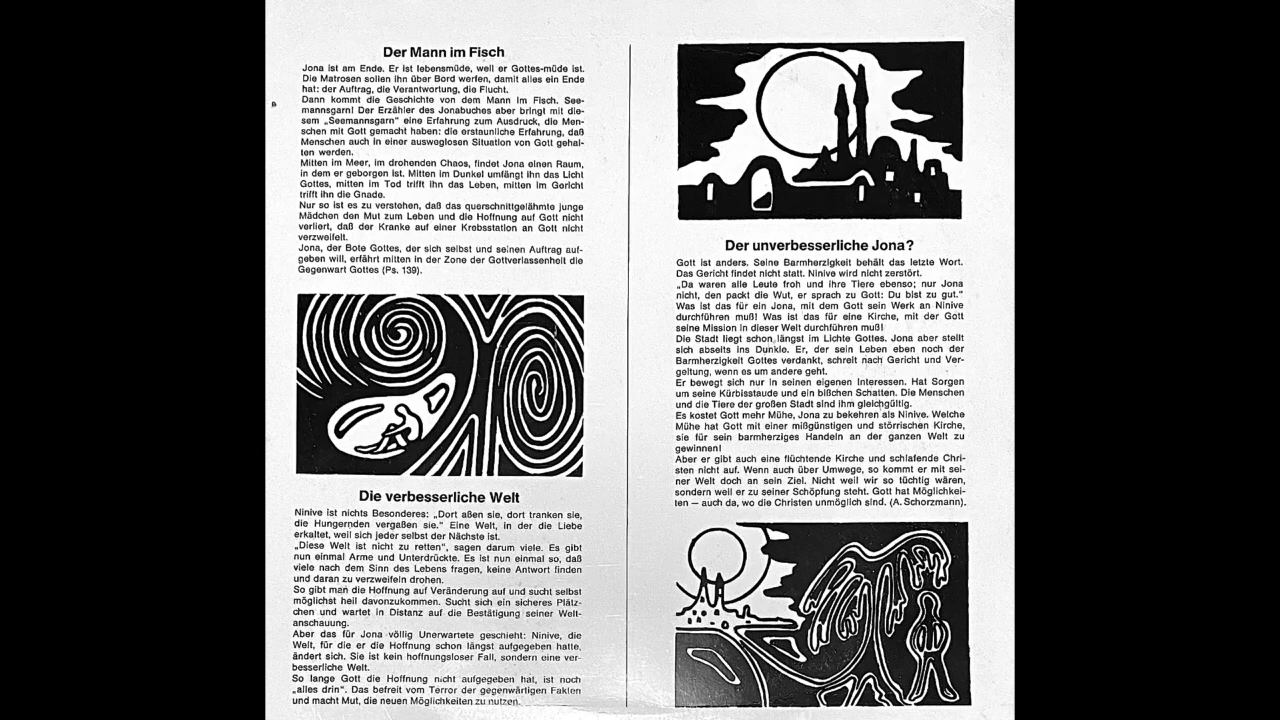 Der Mann im Fisch
Jona ist am Ende. Er ist lebensmüde, weil er Gottes-müde ist.
Die Matrosen sollen ihn über Bord werfen, damit alles ein Ende
hat: der Auftrag, die Verantwortung, die Flucht.
Dann kommt die Geschichte von dem Mann im Fisch. See-
mannsgarn! Der Erzähler des Jonabuches aber bringt mit die-
sem „Seemannsgarn" eine Erfahrung zum Ausdruck, die Men-
schen mit Gott gemacht haben: die erstaunliche Erfahrung, daß
Menschen auch in einer ausweglosen Situation von Gott gehal-
ten werden.
Mitten im Meer, im drohenden Chaos, findet Jona einen Raum,
in dem er geborgen ist. Mitten im Dunkel umfängt ihn das Licht
Gottes, mitten im Tod trifft ihn das Leben, mitten im Gericht
trifft ihn die Gnade.
Nur so ist es zu verstehen, daß das querschnittgelähmte junge
Mädchen den Mut zum Leben und die Hoffnung auf Gott nicht
verliert, daß der Kranke auf einer Krebsstation an Gott nicht
verzweifelt.
Jona, der Bote Gottes, der sich selbst und seinen Auftrag auf-
geben will, erfährt mitten in der Zone der Gottverlassenheit die
Gegenwart Gottes (Ps. 139).
Die verbesserliche Welt
Ninive ist nichts Besonderes: „Dort aßen sie, dort tranken sie,
die Hungernden vergaßen sie." Eine Welt, in der die Liebe
erkaltet, weil sich jeder selbst der Nächste ist.
„Diese Welt ist nicht zu retten", sagen darum viele. Es gibt
nun einmal Arme und Unterdrückte. Es ist nun einmal so, daß
viele nach dem Sinn des Lebens fragen, keine Antwort finden
und daran zu verzweifeln drohen.
So gibt man die Hoffnung auf Veränderung auf und sucht selbst
möglichst heil davonzukommen. Sucht sich ein sicheres Plätz-
chen und wartet in Distanz auf die Bestätigung seiner Welt-
anschauung.
Aber das für Jona völlig Unerwartete geschieht: Ninive, die
Welt, für die er die Hoffnung schon längst aufgegeben hatte,
ändert sich. Sie ist kein hoffnungsloser Fall, sondern eine ver-
besserliche Welt.
So lange Gott die Hoffnung nicht aufgegeben hat, ist noch
„alles drin". Das befreit vom Terror der gegenwärtigen Fakten
und macht Mut, die neuen Möglichkeiten zu nutzen.
Der unverbesserliche Jona?
Gott ist anders. Seine Barmherzigkeit behält das letzte Wort.
Das Gericht findet nicht statt. Ninive wird nicht zerstört.
„Da waren alle Leute froh und ihre Tiere ebenso; nur Jona
nicht, den packt die Wut, er sprach zu Gott: Du bist zu gut."
Was ist das für ein Jona, mit dem Gott sein Werk an Ninive
durchführen muß! Was ist das für eine Kirche, mit der Gott
seine Mission in dieser Welt durchführen muß!
Die Stadt liegt schon längst im Lichte Gottes. Jona aber stellt
sich abseits ins Dunkle. Er, der sein Leben eben noch der
Barmherzigkeit Gottes verdankt, schreit nach Gericht und Ver-
geltung, wenn es um andere geht.
Er bewegt sich nur in seinen eigenen Interessen. Hat Sorgen
um seine Kürbisstaude und ein bißchen Schatten. Die Menschen
und die Tiere der großen Stadt sind ihm gleichgültig.
Es kostet Gott mehr Mühe, Jona zu bekehren als Ninive. Welche
Mühe hat Gott mit einer mißgünstigen und störrischen Kirche,
sie für sein barmherziges Handeln an der ganzen Welt zu
gewinnen!
Aber er gibt auch eine flüchtende Kirche und schlafende Chri-
sten nicht auf. Wenn auch über Umwege, so kommt er mit sei-
ner Welt doch an sein Ziel. Nicht weil wir so tüchtig wären,
sondern weil er zu seiner Schöpfung steht. Gott hat Möglichkei-
ten — auch da, wo die Christen unmöglich sind. (A. Schorzmann).